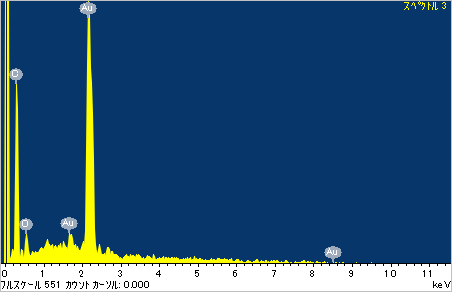 ｽﾍﾟｸﾄﾙ 3
Au
C
O
Au
Au
0 1 2 3 4 5 6 7 8 9 10 11
ﾌﾙｽｹｰﾙ 551 ｶｳﾝﾄ ｶｰｿﾙ: 0.000 keV